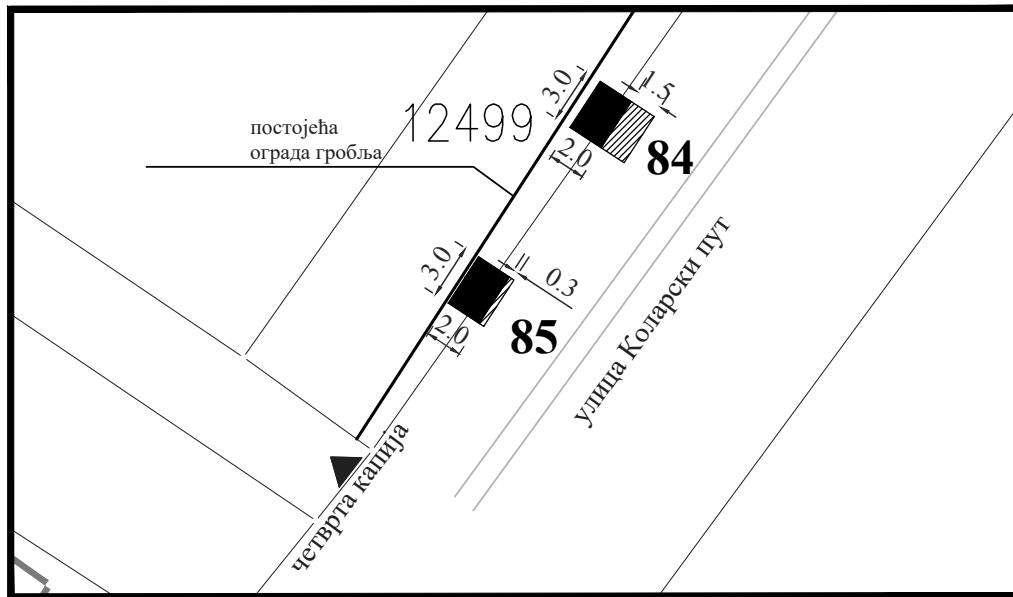 1.5
3.0
12499
постојећа
ограда гробља
2.0
84
3.0
0.3
2.0
85
улица Коларски пут
четврта капија